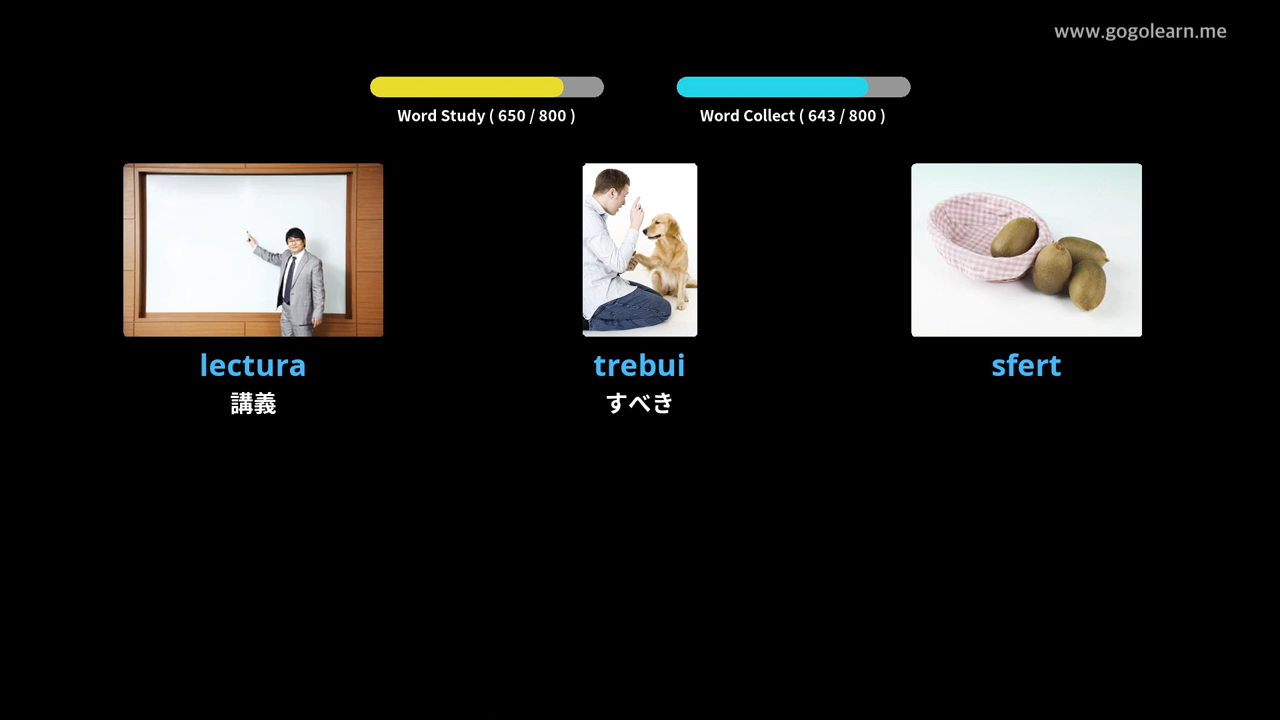 www.gogolearn.me
Word Study ( 650 / 800 )
Word Collect ( 643 / 800 )
lectura
講義
trebui
すべき
sfert